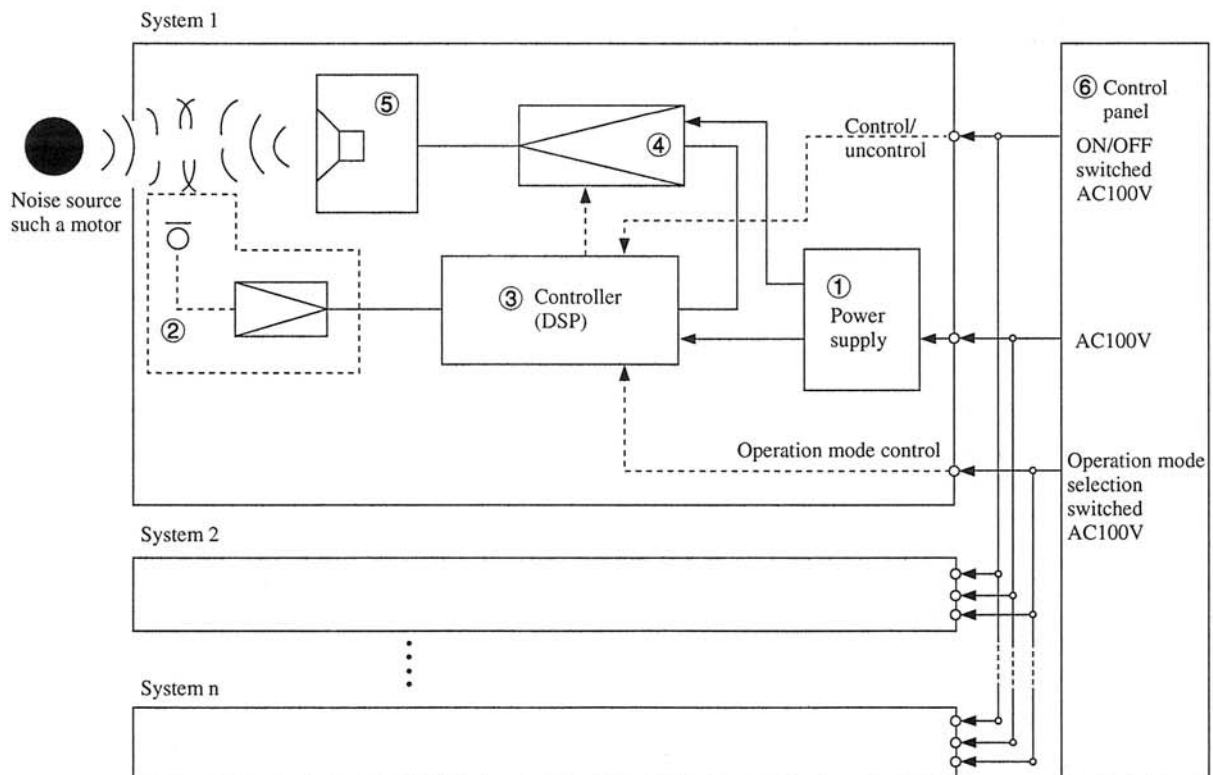 System 1
⑤
⑥ Control
panel
④
Control/
uncontrol
ON/OFF
switched
AC100V
Noise source
such a motor
③ Controller
(DSP)
①
Power
supply
②
AC100V
Operation mode control
Operation mode
selection
switched
AC100V
System 2
System n